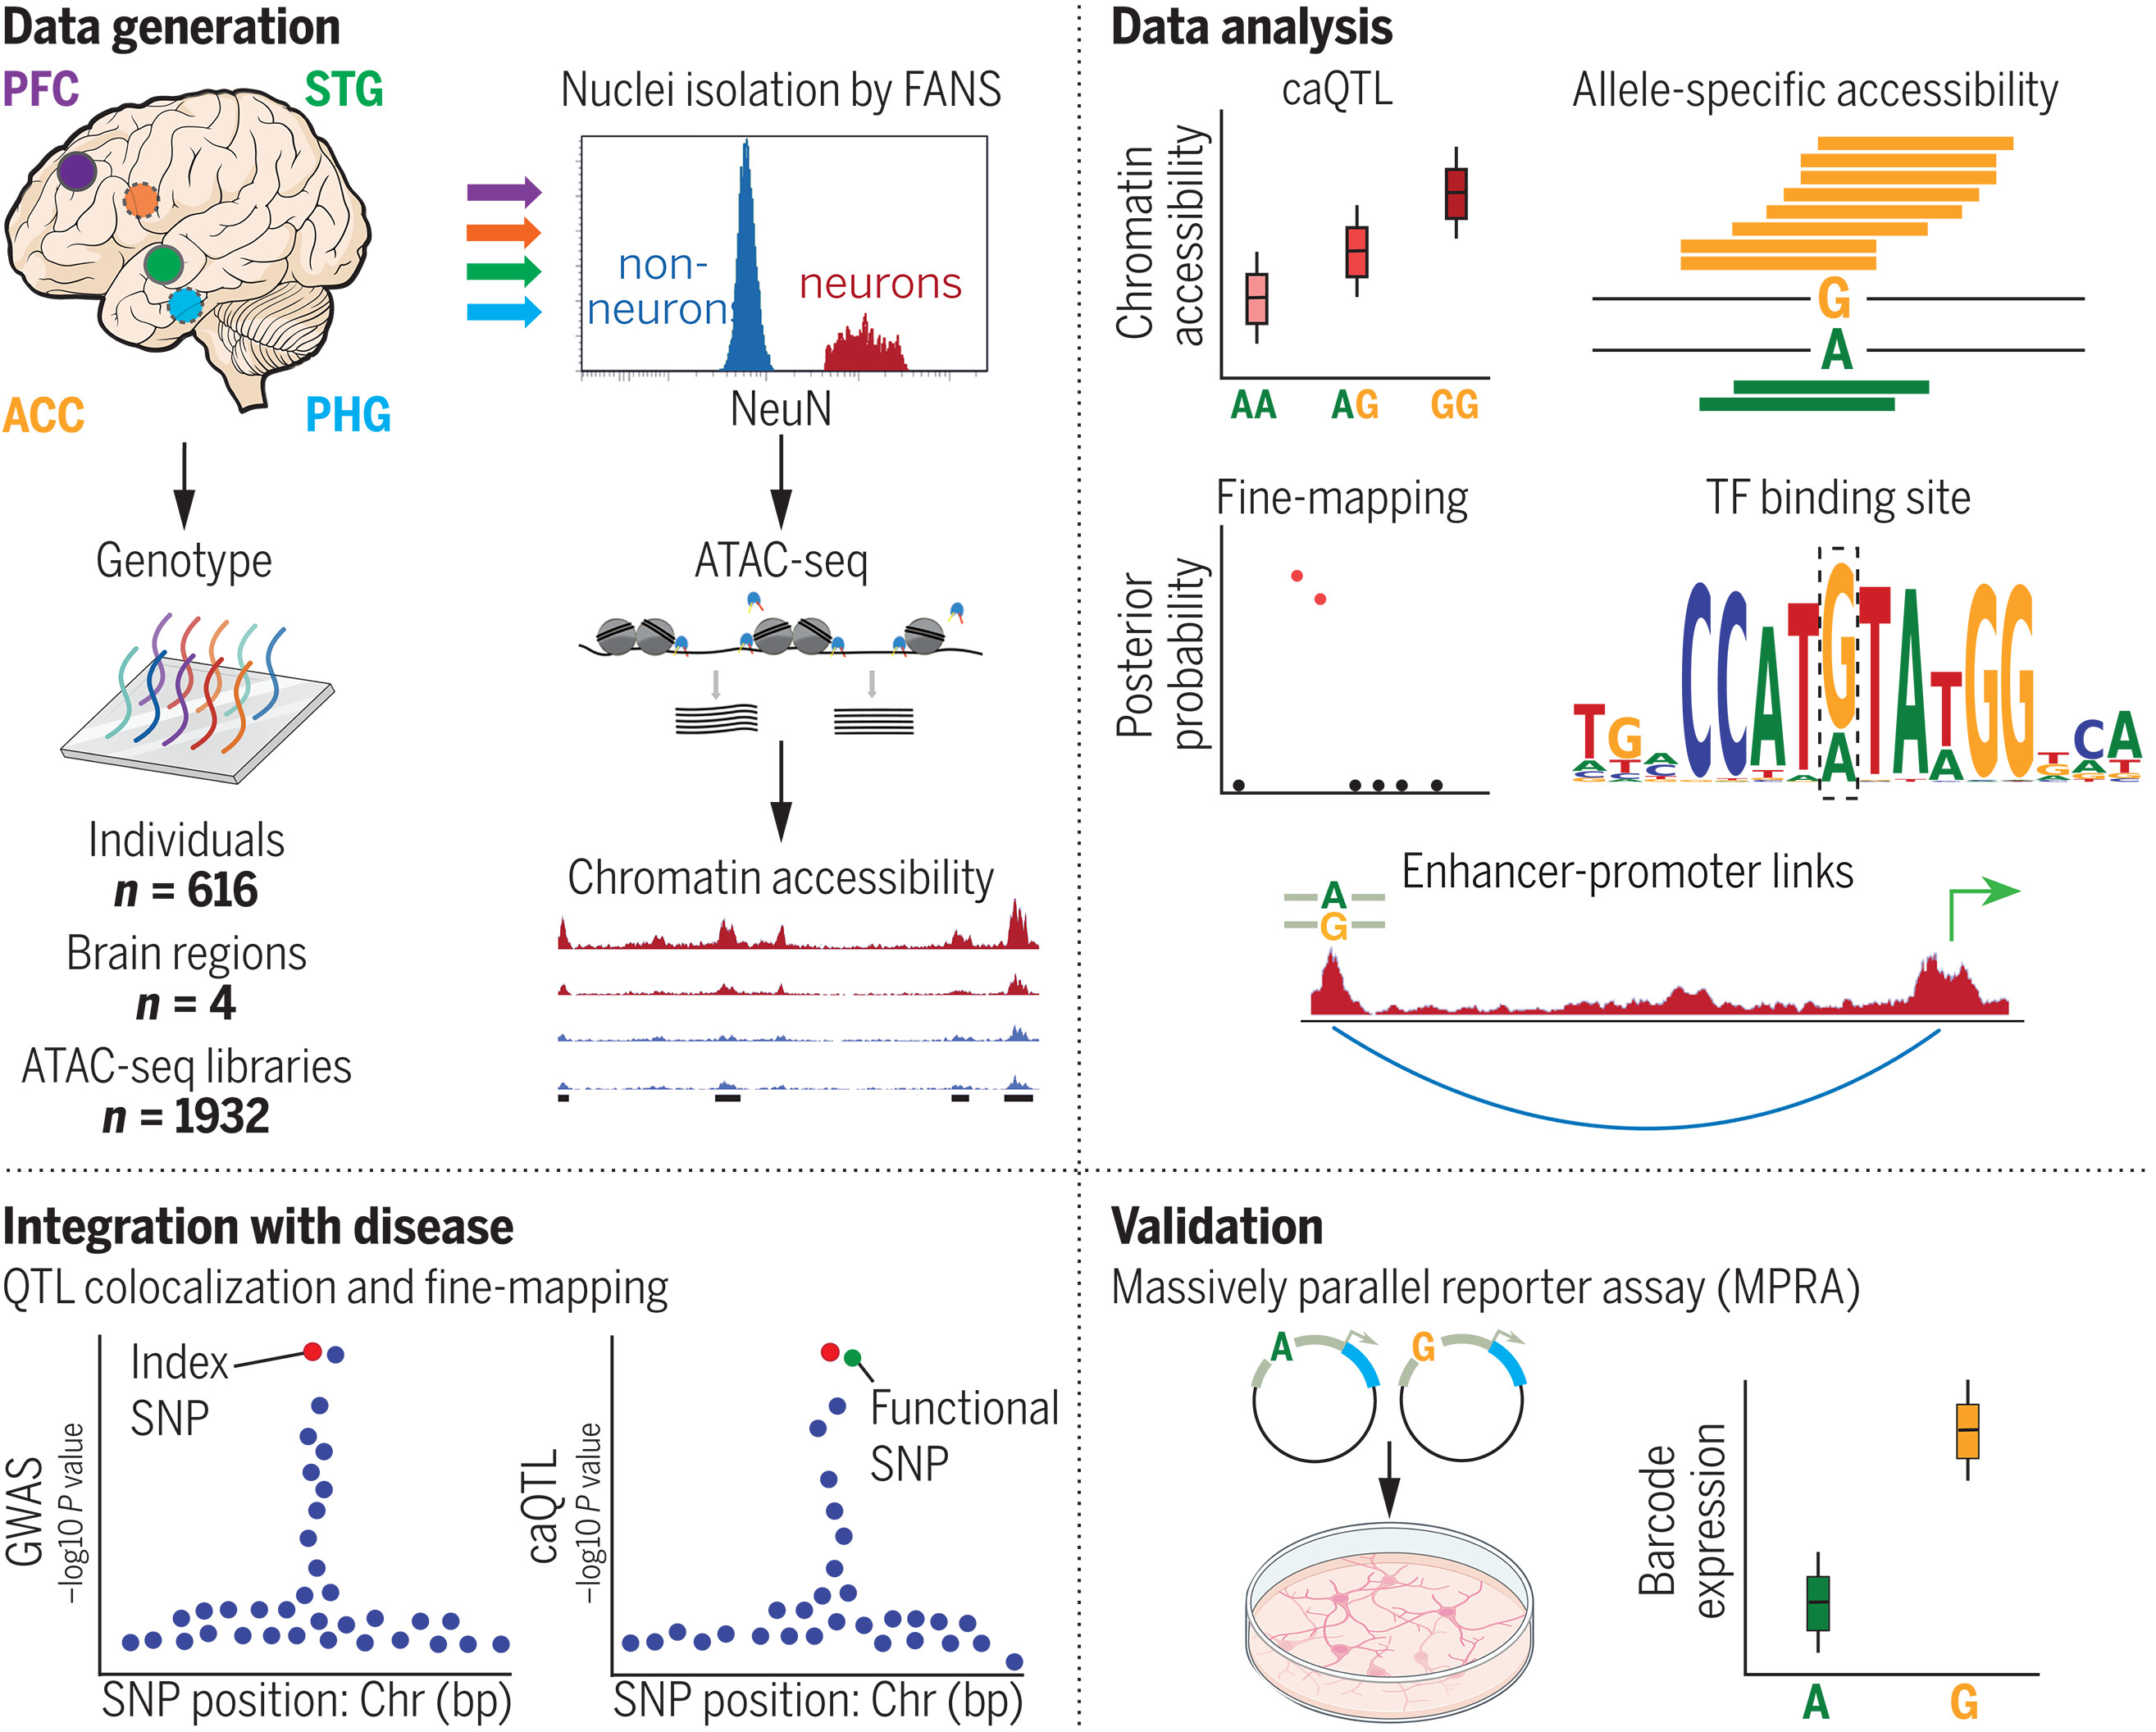 Data generation
PFC
STG
ACC
PHG
Nuclei isolation by FANS
non-
neurons
neurons
NeuN
Genotype
ATAC-seq
Individuals
n = 616
Brain regions
n = 4
ATAC-seq libraries
n = 1932
Chromatin accessibility
Data analysis
caQTL
Chromatin
accessibility
AA
AG
GG
Allele-specific accessibility
G
A
Fine-mapping
Posterior
probability
TF binding site
TGACCATGTATGGTCA
A
A
Enhancer-promoter links
A
G
Integration with disease
QTL colocalization and fine-mapping
Index
SNP
GWAS
–log10 P value
SNP position: Chr (bp)
Functional
SNP
caQTL
–log10 P value
SNP position: Chr (bp)
Validation
Massively parallel reporter assay (MPRA)
A
G
Barcode
expression
A
G